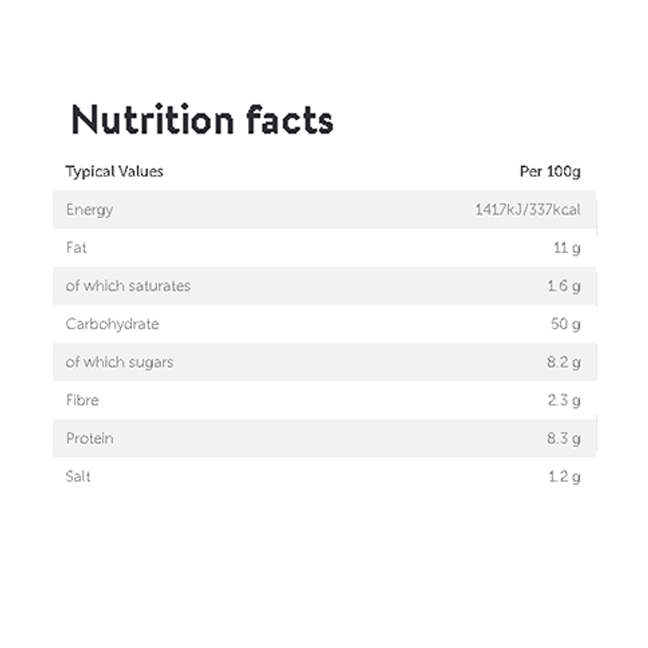 Nutrition facts
Typical Values Per 100g
Energy 1417kJ/337kcal
Fat 11 g
of which saturates 1.6 g
Carbohydrate 50 g
of which sugars 8.2 g
Fibre 2.3 g
Protein 8.3 g
Salt 1.2 g